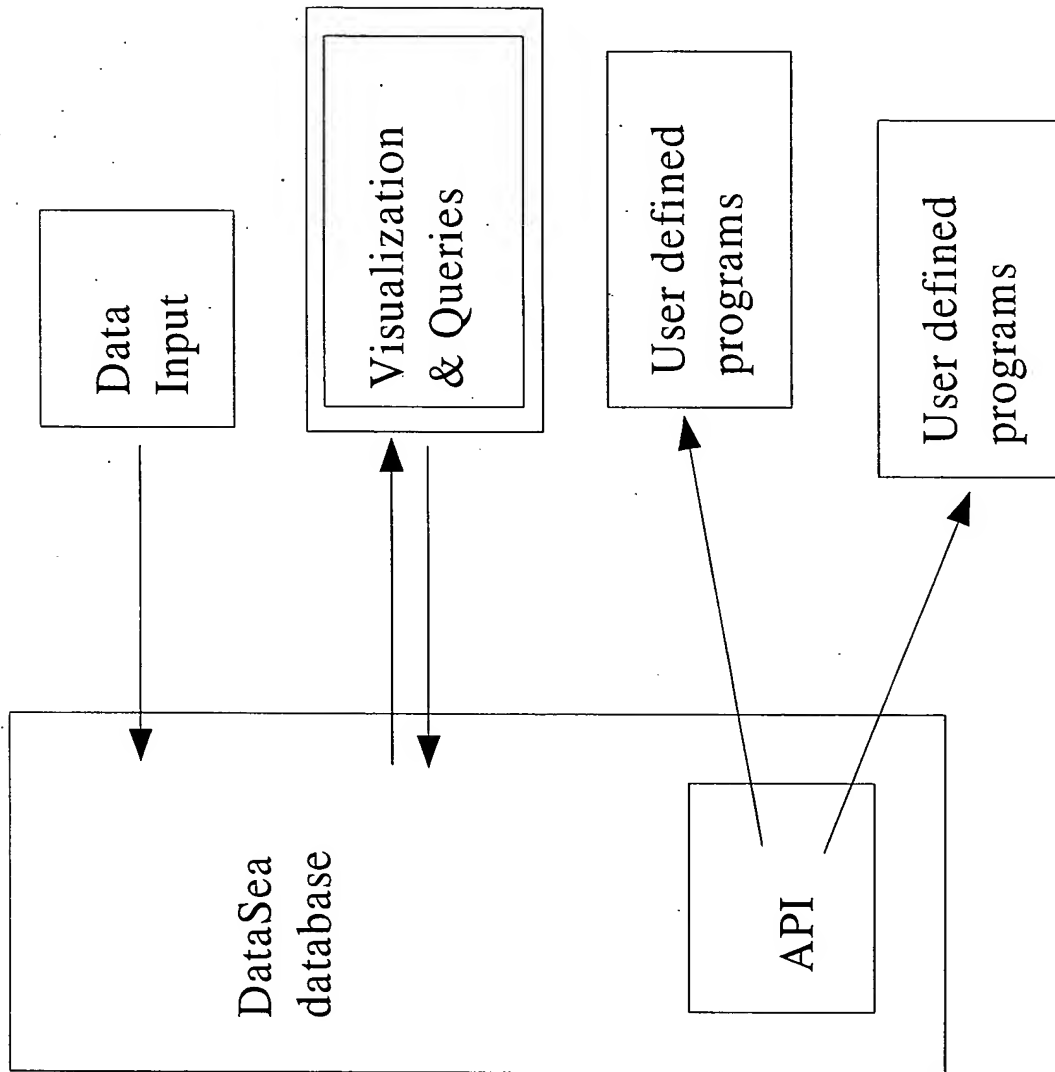 Data
Input
Visualization
& Queries
User defined
programs
User defined
programs
DataSea
database
API